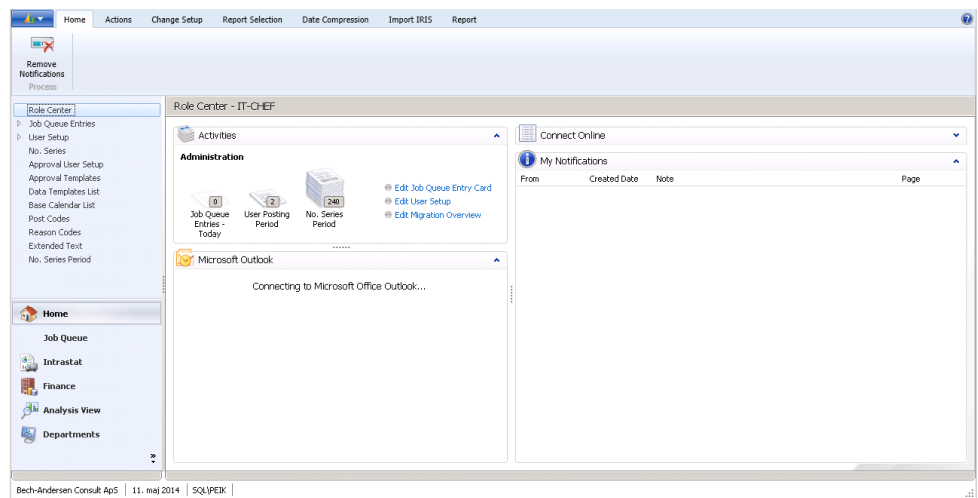 Home Actions Change Setup Report Selection Date Compression Import IRIS Report
Remove
Notifications
Process
Role Center
Job Queue Entries
User Setup
No. Series
Approval User Setup
Approval Templates
Data Templates List
Base Calendar List
Post Codes
Reason Codes
Extended Text
No. Series Period
Home
Job Queue
Intrastat
Finance
Analysis View
Departments
Role Center - IT-CHEF
Activities
Administration
0 2 240
Job Queue Entries - Today
User Posting Period
No. Series Period
Edit Job Queue Entry Card
Edit User Setup
Edit Migration Overview
Microsoft Outlook
Connecting to Microsoft Office Outlook...
Connect Online
My Notifications
From Created Date Note Page
Bech-Andersen Consult ApS 11. maj 2014 SQL\PEIK